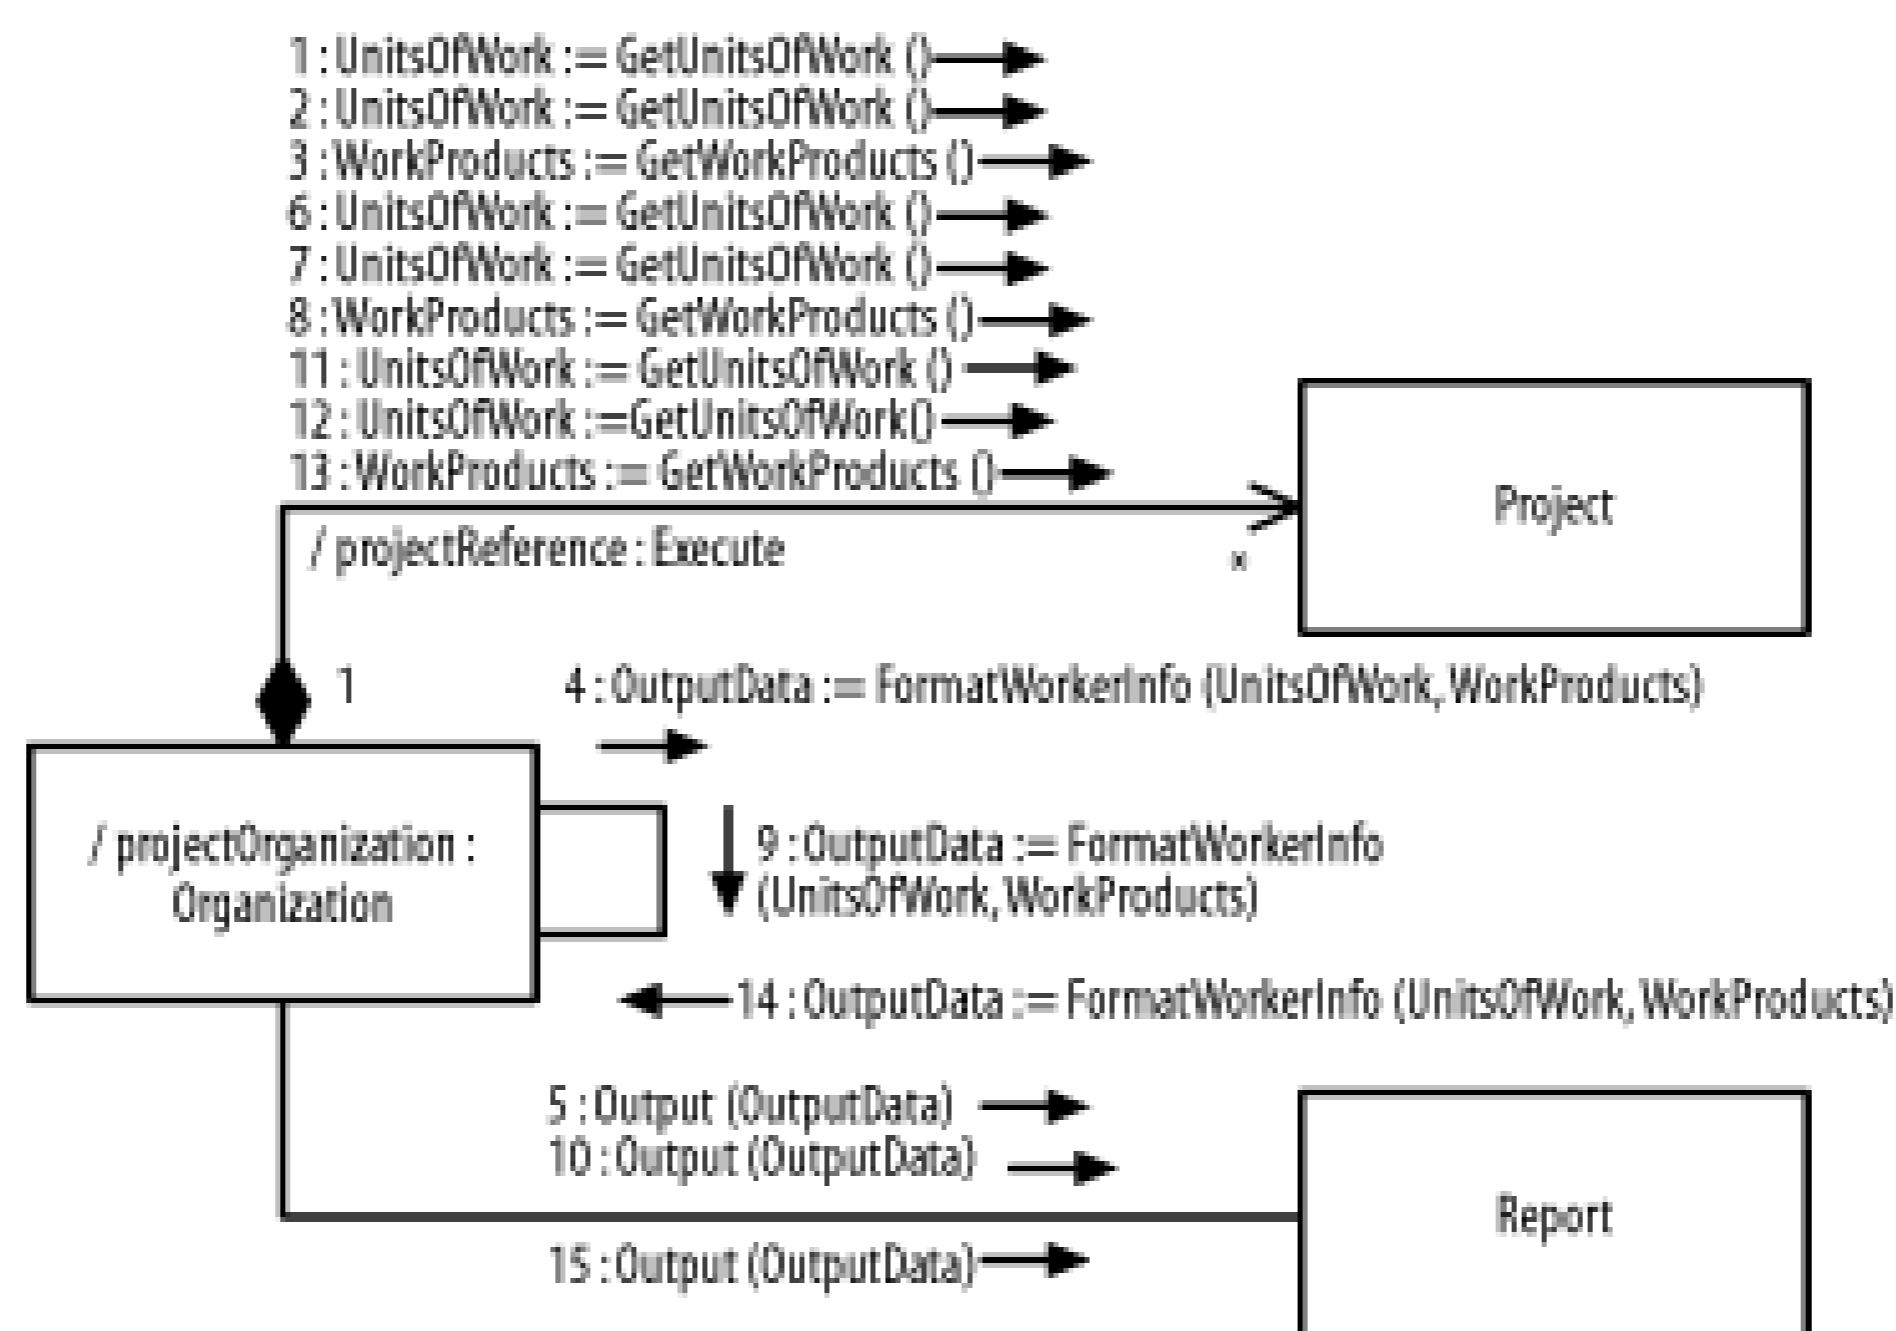 1 : UnitsOfWork := GetUnitsOfWork ()
2 : UnitsOfWork := GetUnitsOfWork ()
3 : WorkProducts := GetWorkProducts ()
6 : UnitsOfWork := GetUnitsOfWork ()
7 : UnitsOfWork := GetUnitsOfWork ()
8 : WorkProducts := GetWorkProducts ()
11 : UnitsOfWork := GetUnitsOfWork ()
12 : UnitsOfWork :=GetUnitsOfWork()
13 : WorkProducts := GetWorkProducts ()
Project
/ projectReference : Execute
*
1
4 : OutputData := FormatWorkerInfo (UnitsOfWork, WorkProducts)
/ projectOrganization :
Organization
9 : OutputData := FormatWorkerInfo
(UnitsOfWork, WorkProducts)
14 : OutputData := FormatWorkerInfo (UnitsOfWork, WorkProducts)
5 : Output (OutputData)
10 : Output (OutputData)
Report
15 : Output (OutputData)